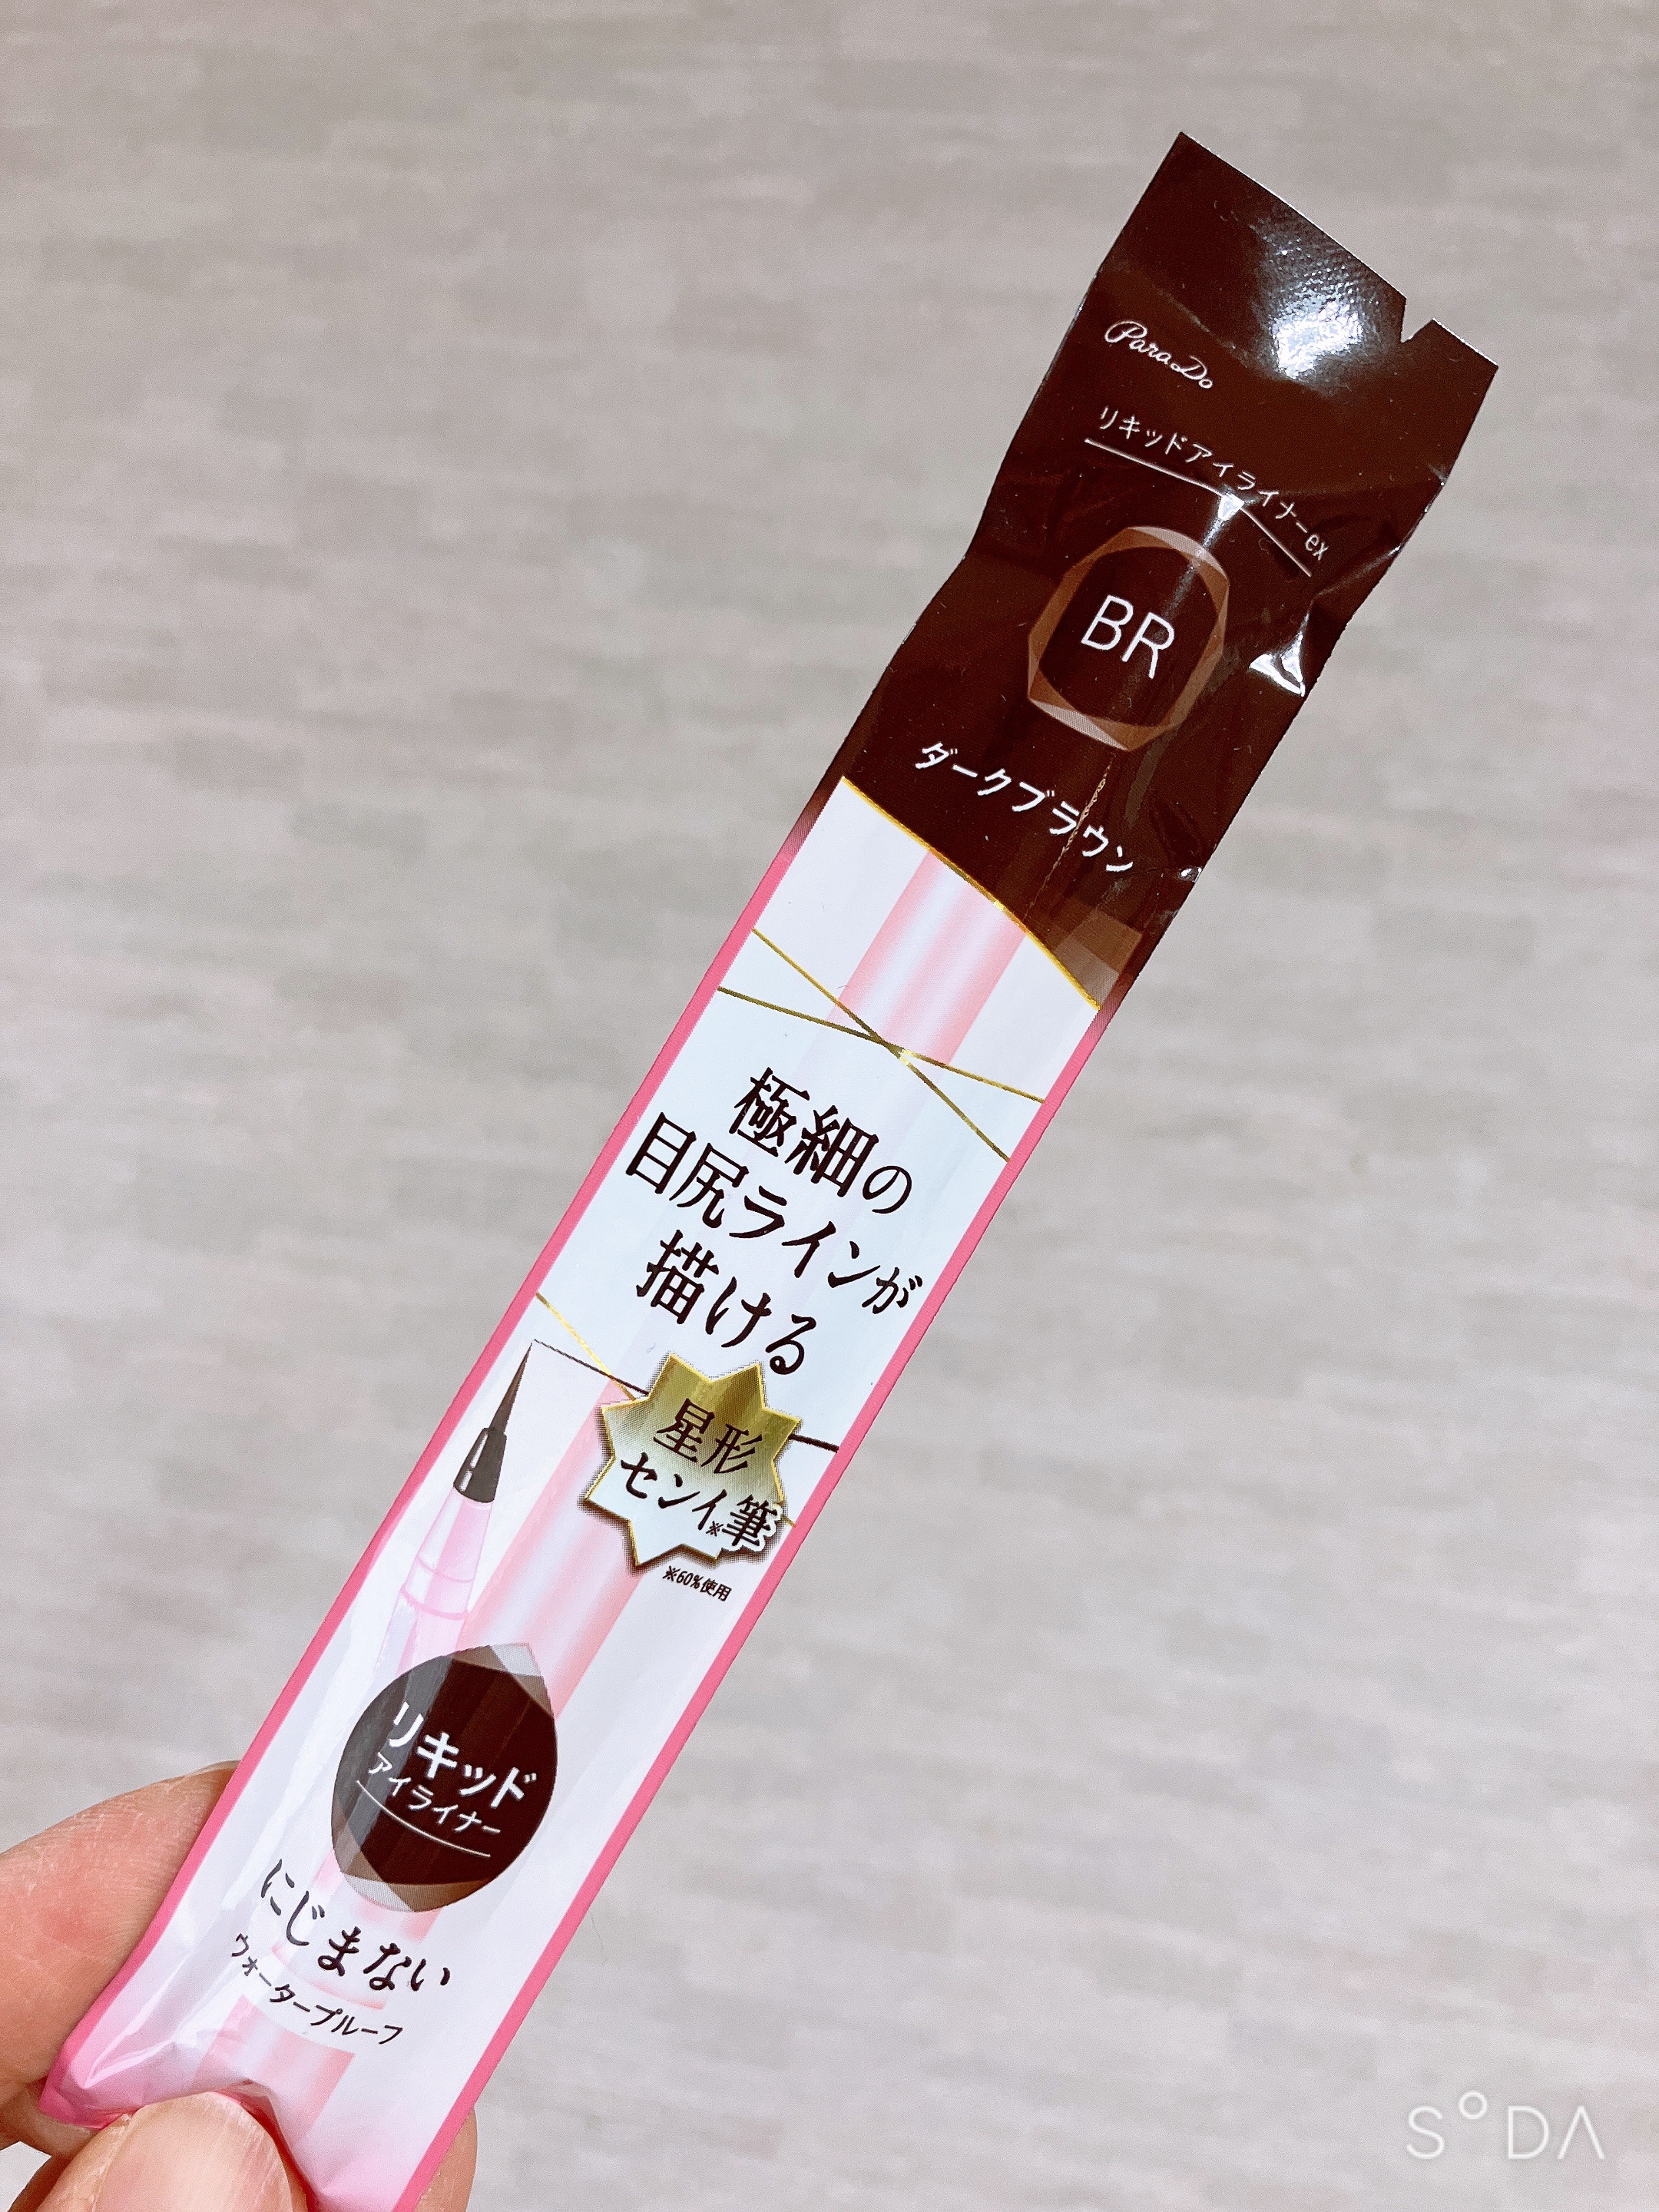 ParaDo
リキッドアイライナーex
BR
ダークブラウン
極細の
目尻ラインが
描ける
星形
センイ※筆
※60%使用
リキッド
アイライナー
にじまない
ウォータープルーフ
S°DA